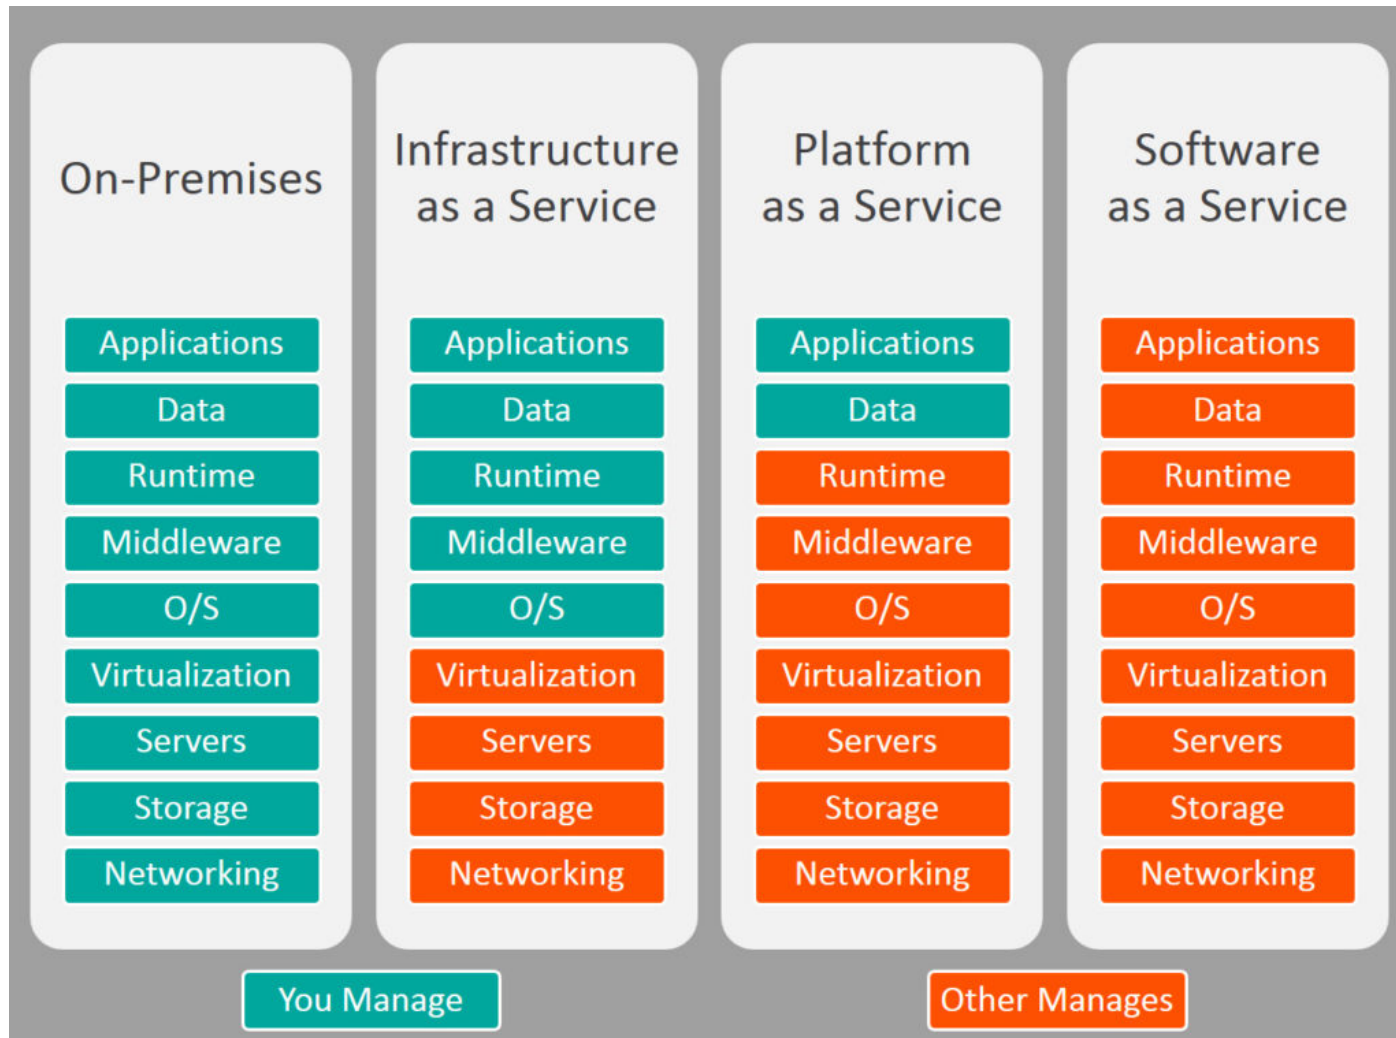 On-Premises
Applications
Data
Runtime
Middleware
O/S
Virtualization
Servers
Storage
Networking
Infrastructure
as a Service
Applications
Data
Runtime
Middleware
O/S
Virtualization
Servers
Storage
Networking
Platform
as a Service
Applications
Data
Runtime
Middleware
O/S
Virtualization
Servers
Storage
Networking
Software
as a Service
Applications
Data
Runtime
Middleware
O/S
Virtualization
Servers
Storage
Networking
You Manage
Other Manages